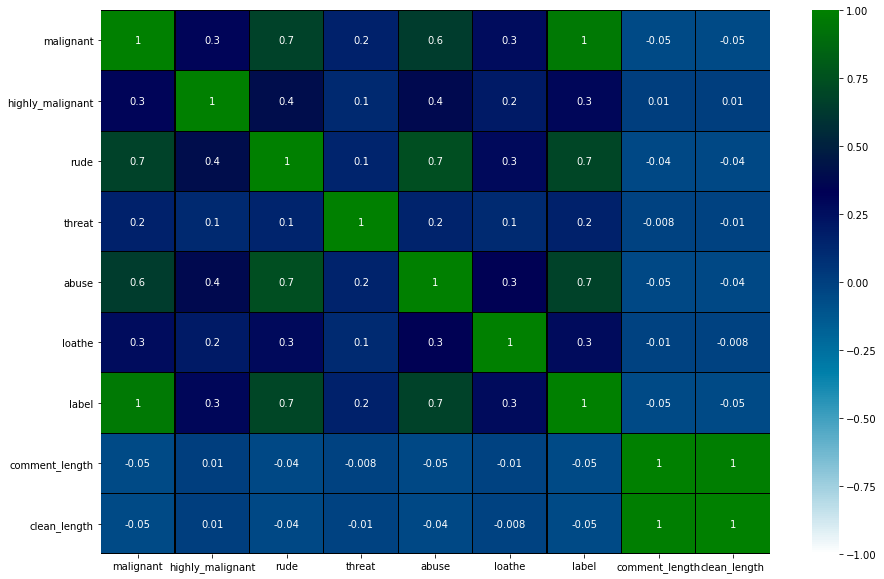 malignant 1 0.3 0.7 0.2 0.6 0.3 1 -0.05 -0.05
highly_malignant 0.3 1 0.4 0.1 0.4 0.2 0.3 0.01 0.01
rude 0.7 0.4 1 0.1 0.7 0.3 0.7 -0.04 -0.04
threat 0.2 0.1 0.1 1 0.2 0.1 0.2 -0.008 -0.01
abuse 0.6 0.4 0.7 0.2 1 0.3 0.7 -0.05 -0.04
loathe 0.3 0.2 0.3 0.1 0.3 1 0.3 -0.01 -0.008
label 1 0.3 0.7 0.2 0.7 0.3 1 -0.05 -0.05
comment_length -0.05 0.01 -0.04 -0.008 -0.05 -0.01 -0.05 1 1
clean_length -0.05 0.01 -0.04 -0.01 -0.04 -0.008 -0.05 1 1
malignant highly_malignant rude threat abuse loathe label comment_length clean_length
1.00
0.75
0.50
0.25
0.00
−0.25
−0.50
−0.75
−1.00